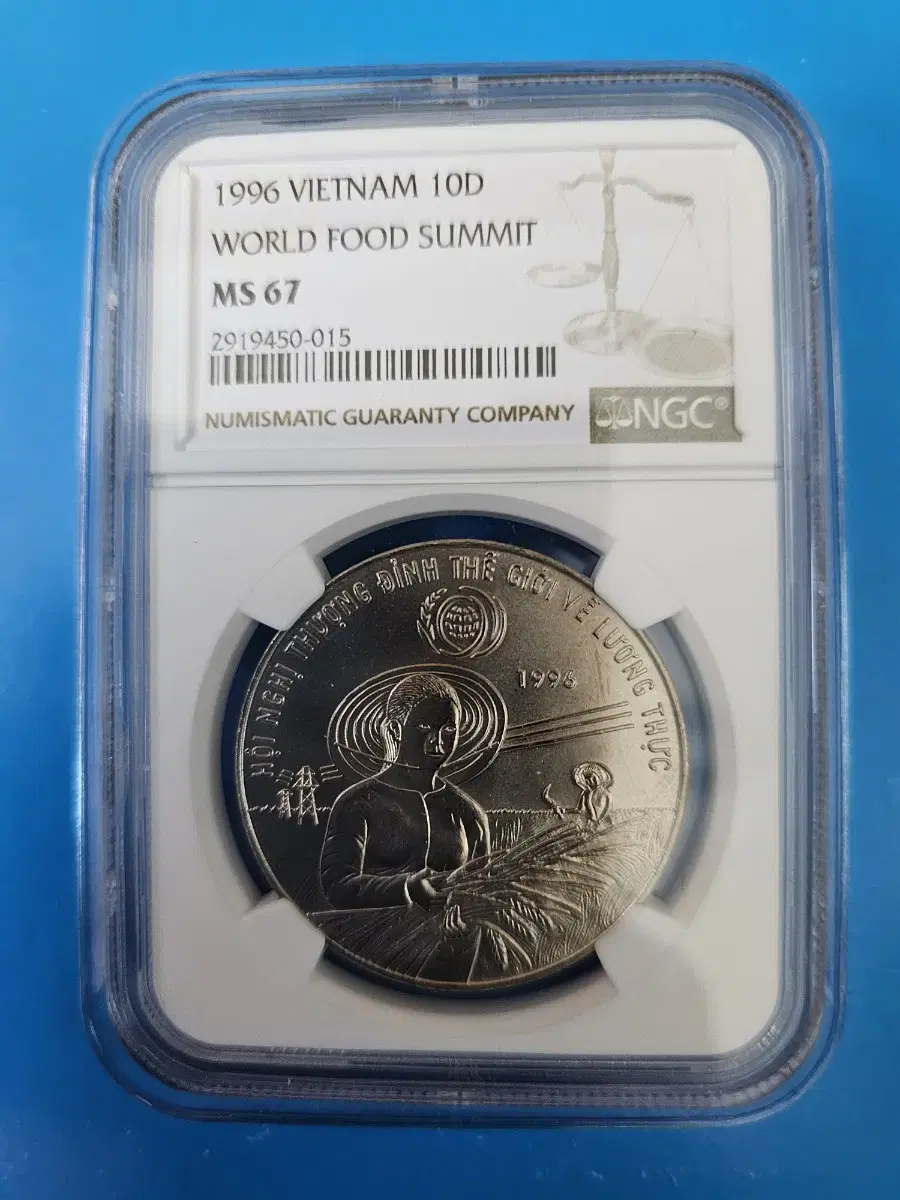 1996 VIETNAM 10D
WORLD FOOD SUMMIT
MS 67
2919450-015
NUMISMATIC GUARANTY COMPANY
NGC®
HỘI NGHỊ THƯỢNG ĐỈNH THẾ GIỚI VỀ LƯƠNG THỰC
1996